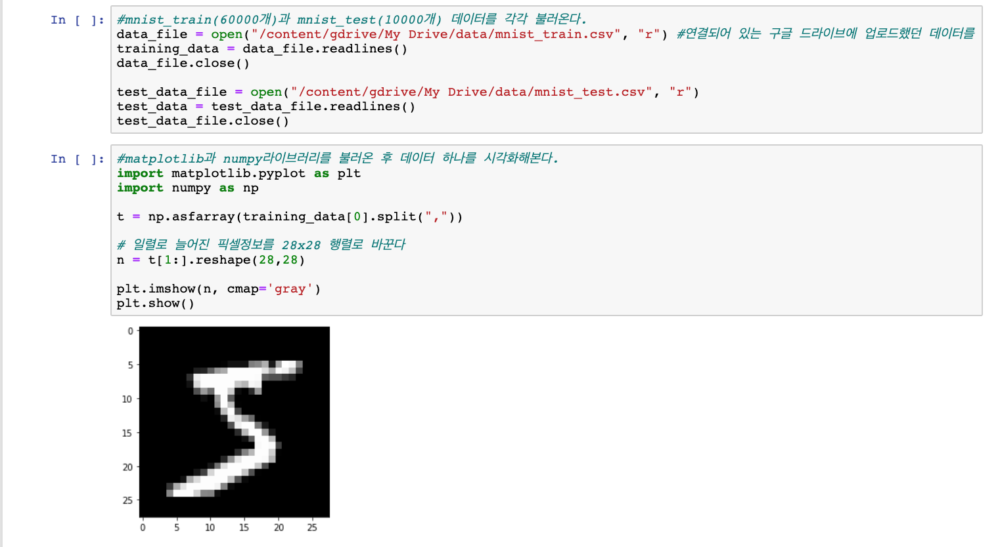 In [ ]: #mnist_train(60000개)과 mnist_test(10000개) 데이터를 각각 불러온다.
data_file = open("/content/gdrive/My Drive/data/mnist_train.csv", "r") #연결되어 있는 구글 드라이브에 업로드했던 데이터를
training_data = data_file.readlines()
data_file.close()
test_data_file = open("/content/gdrive/My Drive/data/mnist_test.csv", "r")
test_data = test_data_file.readlines()
test_data_file.close()
In [ ]: #matplotlib과 numpy라이브러리를 불러온 후 데이터 하나를 시각화해본다.
import matplotlib.pyplot as plt
import numpy as np
t = np.asfarray(training_data[0].split(","))
# 일렬로 늘어진 픽셀정보를 28x28 행렬로 바꾼다
n = t[1:].reshape(28,28)
plt.imshow(n, cmap='gray')
plt.show()
0
5
10
15
20
25
0 5 10 15 20 25